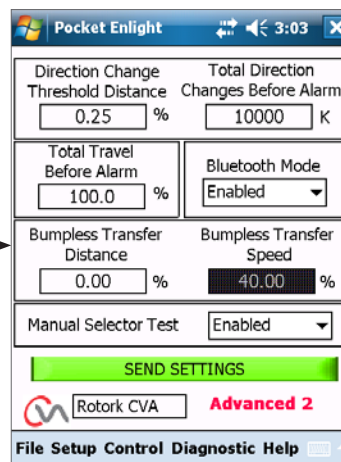 Pocket Enlight 3:03
Direction Change Total Direction
Threshold Distance Changes Before Alarm
0.25 % 10000 K
Total Travel
Before Alarm Bluetooth Mode
100.0 % Enabled
Bumpless Transfer Bumpless Transfer
Distance Speed
0.00 % 40.00 %
Manual Selector Test Enabled
SEND SETTINGS
Rotork CVA Advanced 2
File Setup Control Diagnostic Help